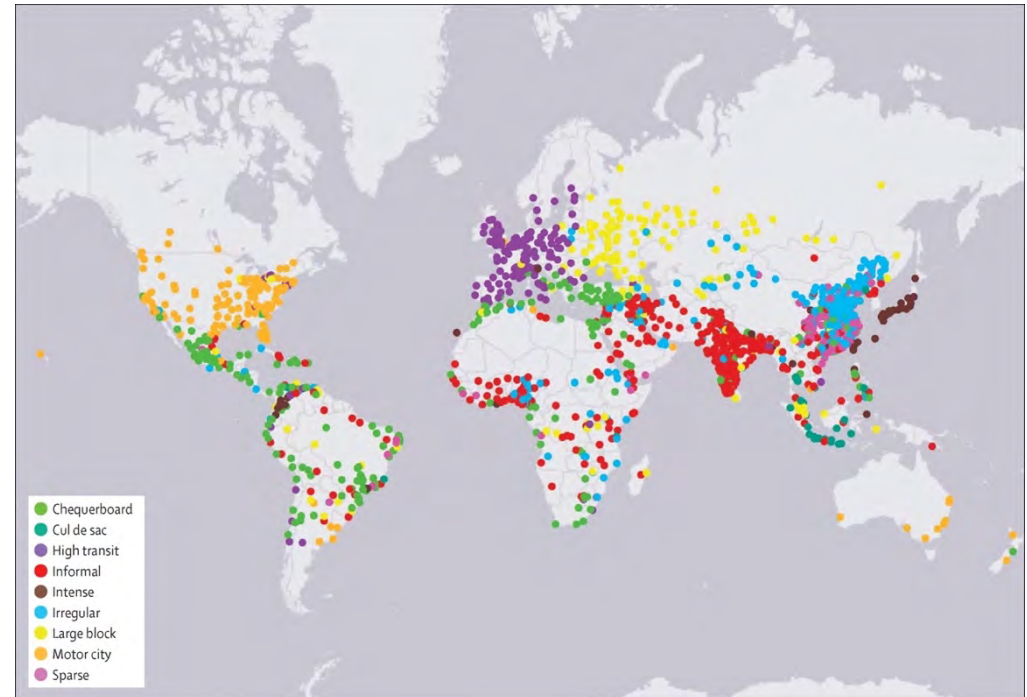 Chequerboard
Cul de sac
High transit
Informal
Intense
Irregular
Large block
Motor city
Sparse